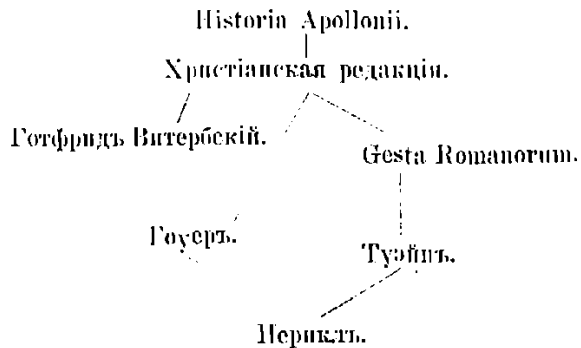 Historia Apollonii.
Христіанская редакція.
Готфридъ Витербскій.
Gesta Romanorum.
Гоуеръ.
Туэйнъ.
Периклъ.